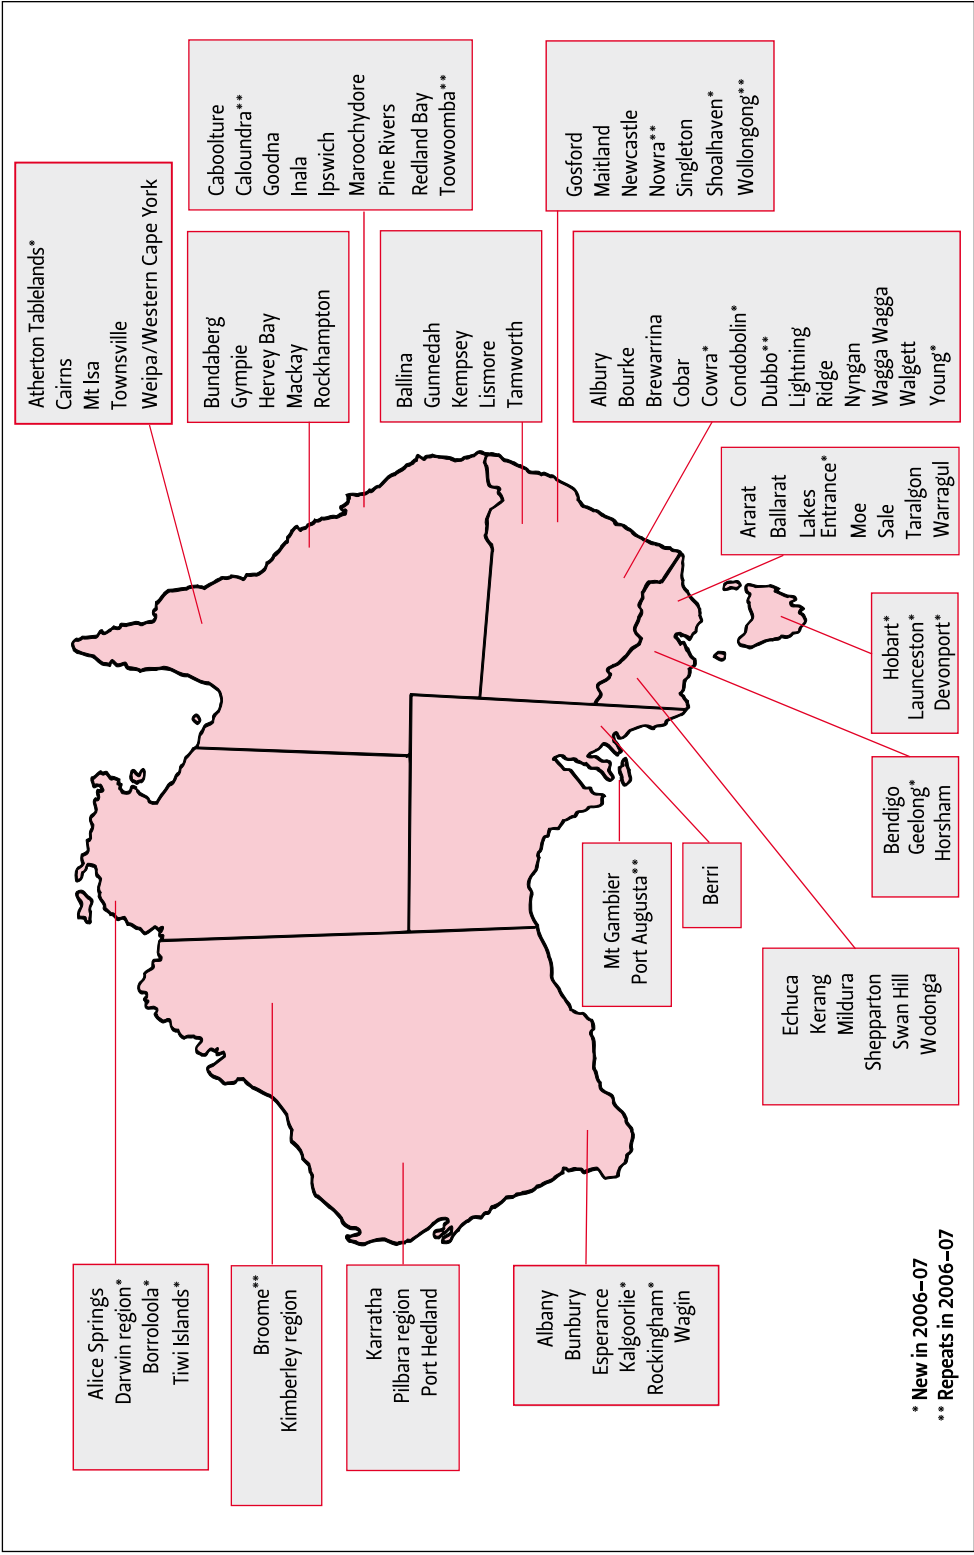 Alice Springs
Darwin region*
Borroloola*
Tiwi Islands*
Broome**
Kimberley region
Karratha
Pilbara region
Port Hedland
Albany
Bunbury
Esperance
Kalgoorlie*
Rockingham*
Wagin
* New in 2006–07
** Repeats in 2006–07
Mt Gambier
Port Augusta**
Berri
Echuca
Kerang
Mildura
Shepparton
Swan Hill
Wodonga
Bendigo
Geelong*
Horsham
Hobart*
Launceston*
Devonport*
Ararat
Ballarat
Lakes
Entrance*
Moe
Sale
Taralgon
Warragul
Atherton Tablelands*
Cairns
Mt Isa
Townsville
Weipa/Western Cape York
Bundaberg
Gympie
Hervey Bay
Mackay
Rockhampton
Caboolture
Caloundra**
Goodna
Inala
Ipswich
Maroochydore
Pine Rivers
Redland Bay
Toowoomba**
Ballina
Gunnedah
Kempsey
Lismore
Tamworth
Gosford
Maitland
Newcastle
Nowra**
Singleton
Shoalhaven*
Wollongong**
Albury
Bourke
Brewarrina
Cobar
Cowra*
Condobolin*
Dubbo**
Lightning
Ridge
Nyngan
Wagga Wagga
Walgett
Young*